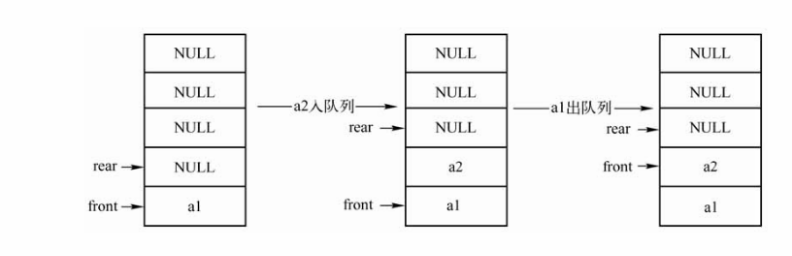 NULL NULL NULL
NULL a2入队列 NULL a1出队列 NULL
NULL rear NULL rear NULL
rear NULL a2 front a2
front a1 front a1 a1